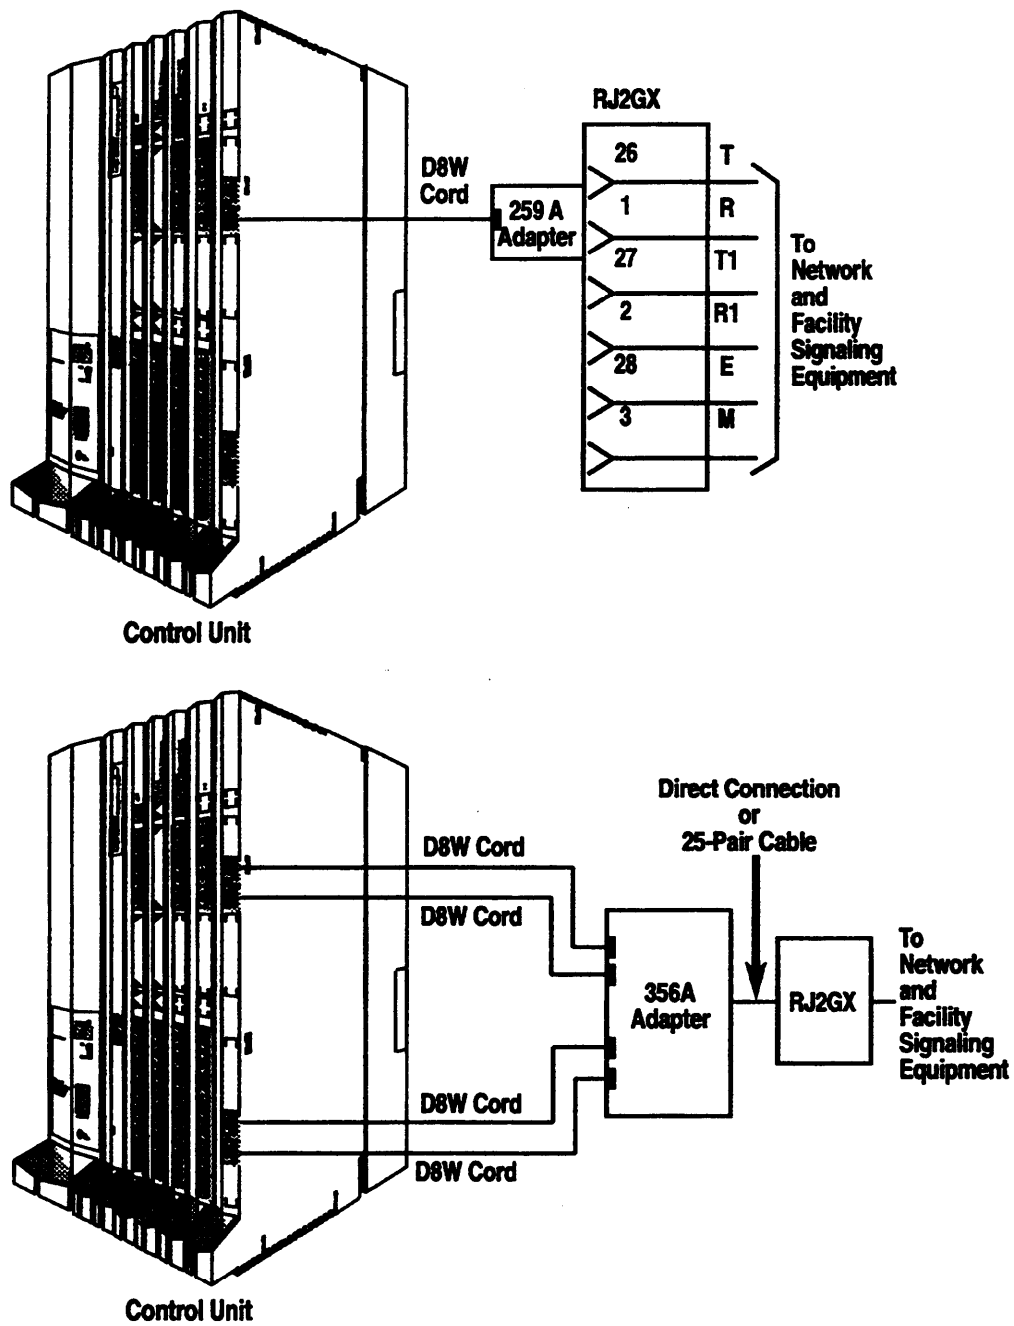 RJ2GX
D8W
Cord
259 A
Adapter
26 T
1 R
27 T1
2 R1
28 E
3 M
To
Network
and
Facility
Signaling
Equipment
Control Unit
Direct Connection
or
25-Pair Cable
D8W Cord
D8W Cord
356A
Adapter
RJ2GX
To
Network
and
Facility
Signaling
Equipment
D8W Cord
D8W Cord
Control Unit